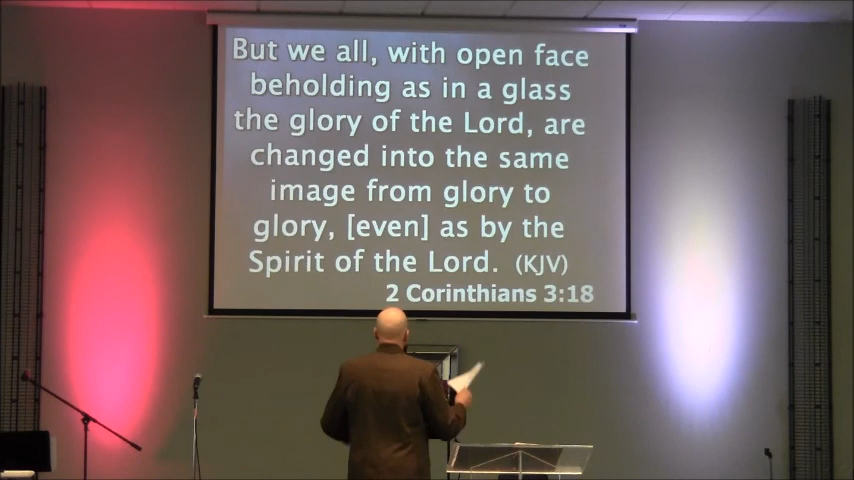 But we all, with open face
beholding as in a glass
the glory of the Lord, are
changed into the same
image from glory to
glory, [even] as by the
Spirit of the Lord. (KJV)
2 Corinthians 3:18